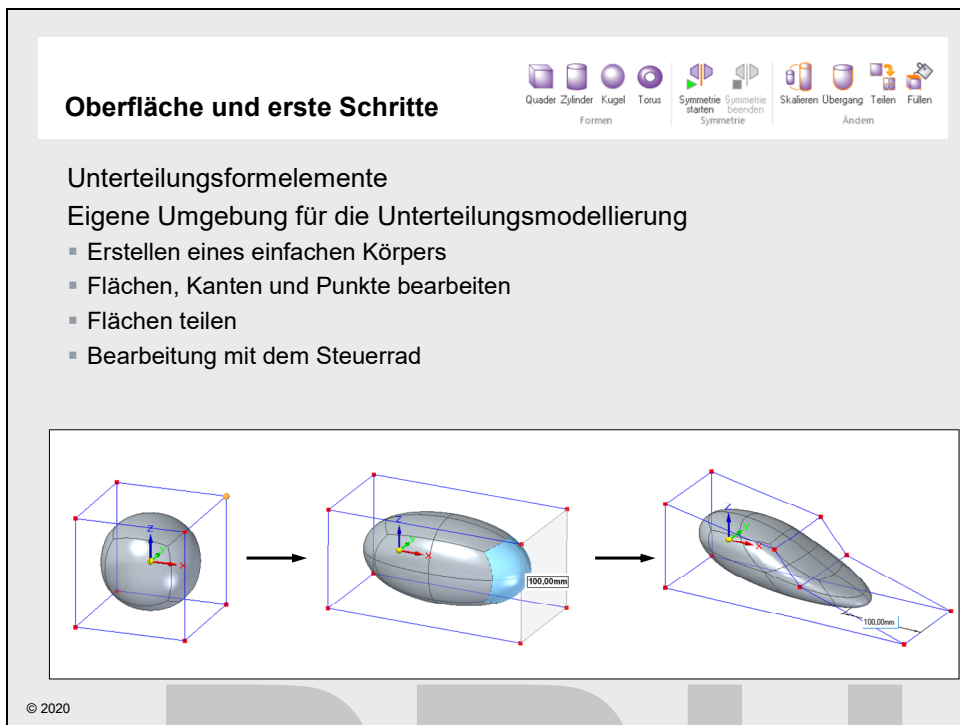 Oberfläche und erste Schritte
Quader Zylinder Kugel Torus
Formen
Symmetrie starten
Symmetrie beenden
Symmetrie
Skalieren Übergang Teilen Füllen
Ändern
Unterteilungsformelemente
Eigene Umgebung für die Unterteilungsmodellierung
▪ Erstellen eines einfachen Körpers
▪ Flächen, Kanten und Punkte bearbeiten
▪ Flächen teilen
▪ Bearbeitung mit dem Steuerrad
Z Y X
Z Y X
100,00mm
Z Y X
100,00mm
© 2020